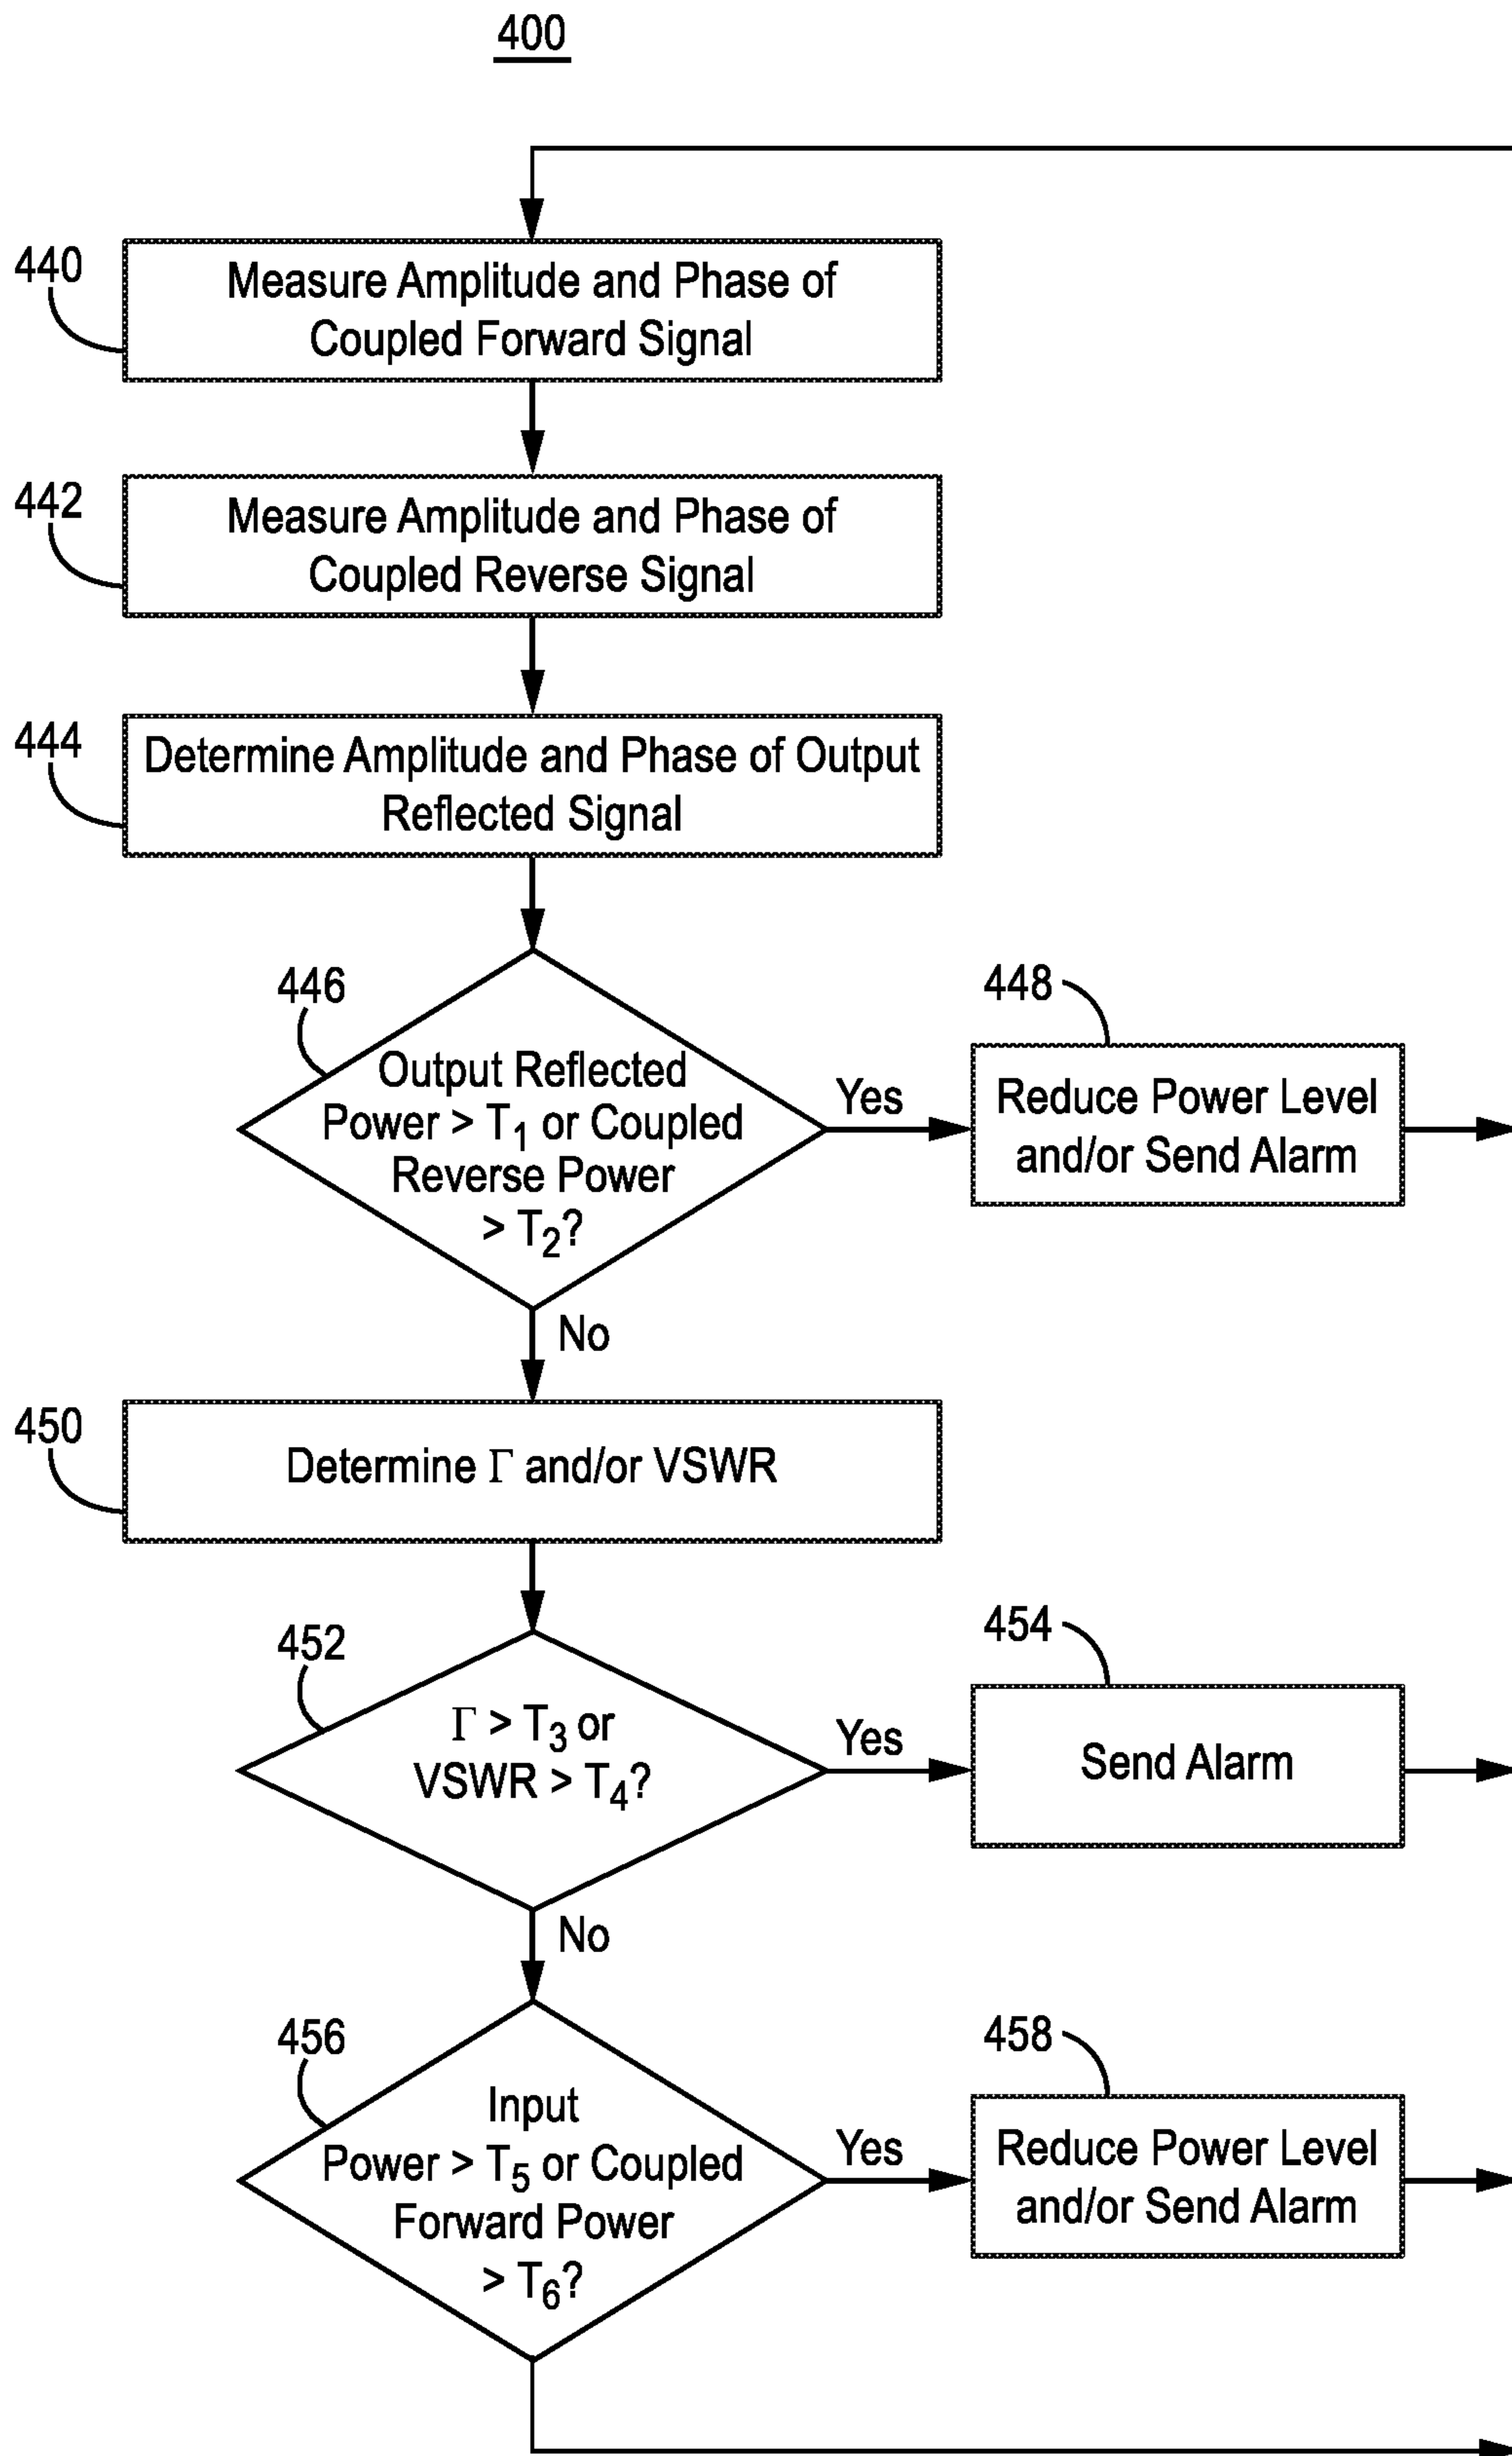 400
440
Measure Amplitude and Phase of
Coupled Forward Signal
442
Measure Amplitude and Phase of
Coupled Reverse Signal
444
Determine Amplitude and Phase of Output
Reflected Signal
446
Output Reflected
Power > T1 or Coupled
Reverse Power
> T2?
Yes
448
Reduce Power Level
and/or Send Alarm
No
450
Determine Γ and/or VSWR
452
Γ > T3 or
VSWR > T4?
Yes
454
Send Alarm
No
456
Input
Power > T5 or Coupled
Forward Power
> T6?
Yes
458
Reduce Power Level
and/or Send Alarm